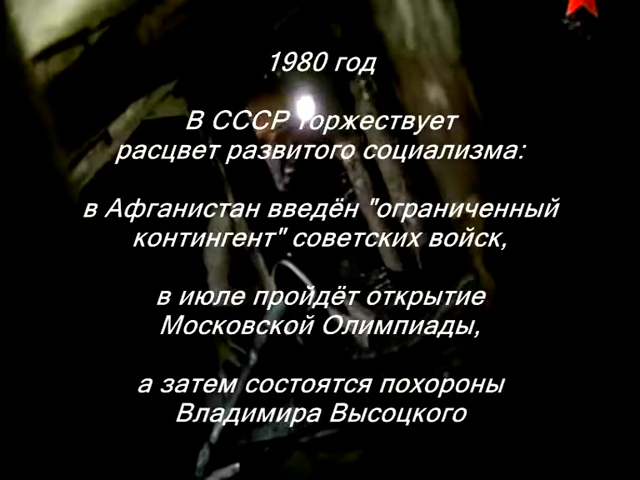 1980 год
В СССР торжествует
расцвет развитого социализма:
в Афганистан введён "ограниченный
контингент" советских войск,
в июле пройдёт открытие
Московской Олимпиады,
а затем состоятся похороны
Владимира Высоцкого